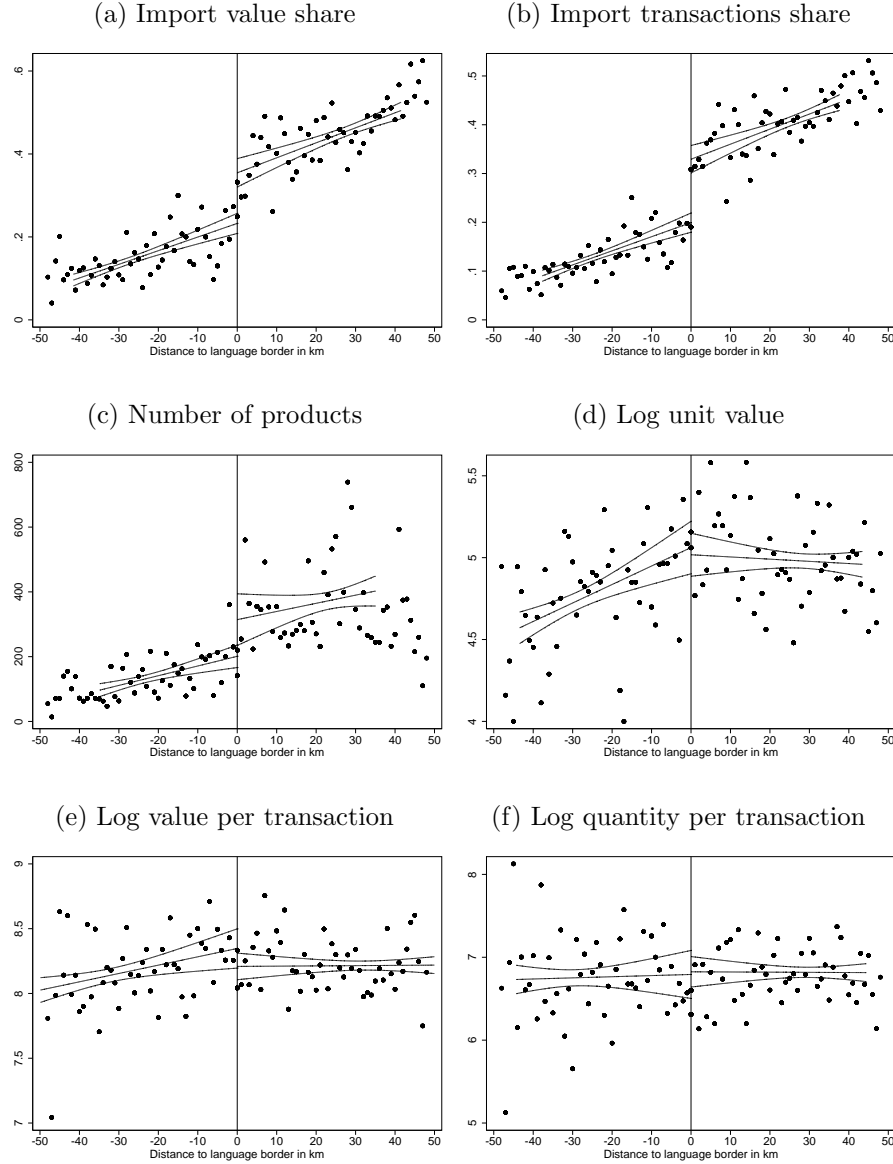 (a) Import value share
(b) Import transactions share
0 .2 .4 .6
-50 -40 -30 -20 -10 0 10 20 30 40 50
Distance to language border in km
0 .1 .2 .3 .4 .5
-50 -40 -30 -20 -10 0 10 20 30 40 50
Distance to language border in km
(c) Number of products
(d) Log unit value
0 200 400 600 800
-50 -40 -30 -20 -10 0 10 20 30 40 50
Distance to language border in km
4 4.5 5 5.5
-50 -40 -30 -20 -10 0 10 20 30 40 50
Distance to language border in km
(e) Log value per transaction
(f) Log quantity per transaction
7 7.5 8 8.5 9
-50 -40 -30 -20 -10 0 10 20 30 40 50
Distance to language border in km
5 6 7 8
-50 -40 -30 -20 -10 0 10 20 30 40 50
Distance to language border in km